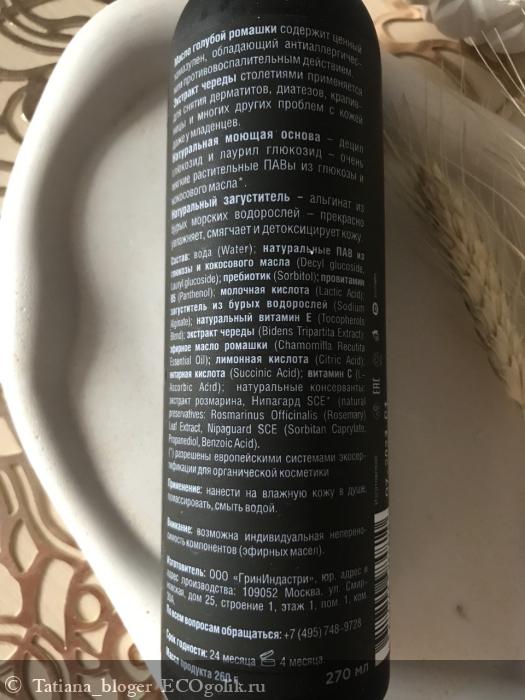 Масло голубой ромашки содержит ценный
хамазулен, обладающий антиаллергичес-
ким противовоспалительным действием.
Экстракт череды столетиями применяется
для снятия дерматитов, диатезов, крапив-
ницы и многих других проблем с кожей
даже у младенцев.
Натуральная моющая основа – децил
глюкозид и лаурил глюкозид – очень
мягкие растительные ПАВы из глюкозы и
кокосового масла*.
Натуральный загуститель – альгинат из
бурых морских водорослей – прекрасно
увлажняет, смягчает и детоксицирует кожу.
Состав: вода (Water); натуральные ПАВ из
глюкозы и кокосового масла (Decyl glucoside,
Lauryl glucoside); пребиотик (Sorbitol); провитамин
B5 (Panthenol); молочная кислота (Lactic Acid);
загуститель из бурых водорослей (Sodium
Alginate); натуральный витамин Е (Tocopherols
Blend); экстракт череды (Bidens Tripartita Extract);
эфирное масло ромашки (Chamomilla Recutita
Essential Oil); лимонная кислота (Citric Acid);
янтарная кислота (Succinic Acid); витамин С (L-
Ascorbic Acid); натуральные консерванты:
экстракт розмарина, Нипагард SCE* (natural
preservatives: Rosmarinus Officinalis (Rosemary)
Leaf Extract, Nipaguard SCE (Sorbitan Caprylate,
Propanediol, Benzoic Acid).
(*) разрешены европейскими системами экосер-
тификации для органической косметики
Применение: нанести на влажную кожу в душе,
промассировать, смыть водой.
Внимание: возможна индивидуальная неперено-
симость компонентов (эфирных масел).
Изготовитель: ООО «ГринИндастри», юр. адрес и
адрес производства: 109052 Москва, ул. Смир-
новская, дом 25, строение 1, этаж 1, пом. 1, ком.
По всем вопросам обращаться: +7 (495) 748-9728
Срок годности: 24 месяца 4 месяца.
Масса продукта 260 г.
270 мл
EAC
Tatiana_bloger ECOgolik.ru